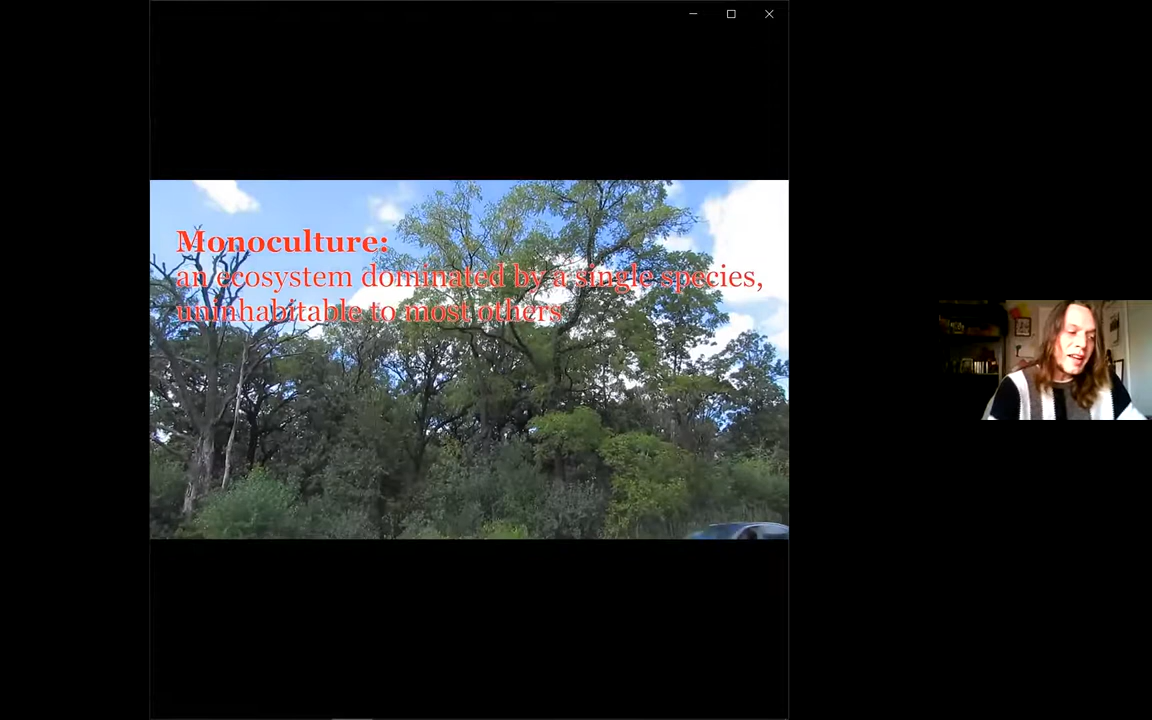 Monoculture:
an ecosystem dominated by a single species,
uninhabitable to most others